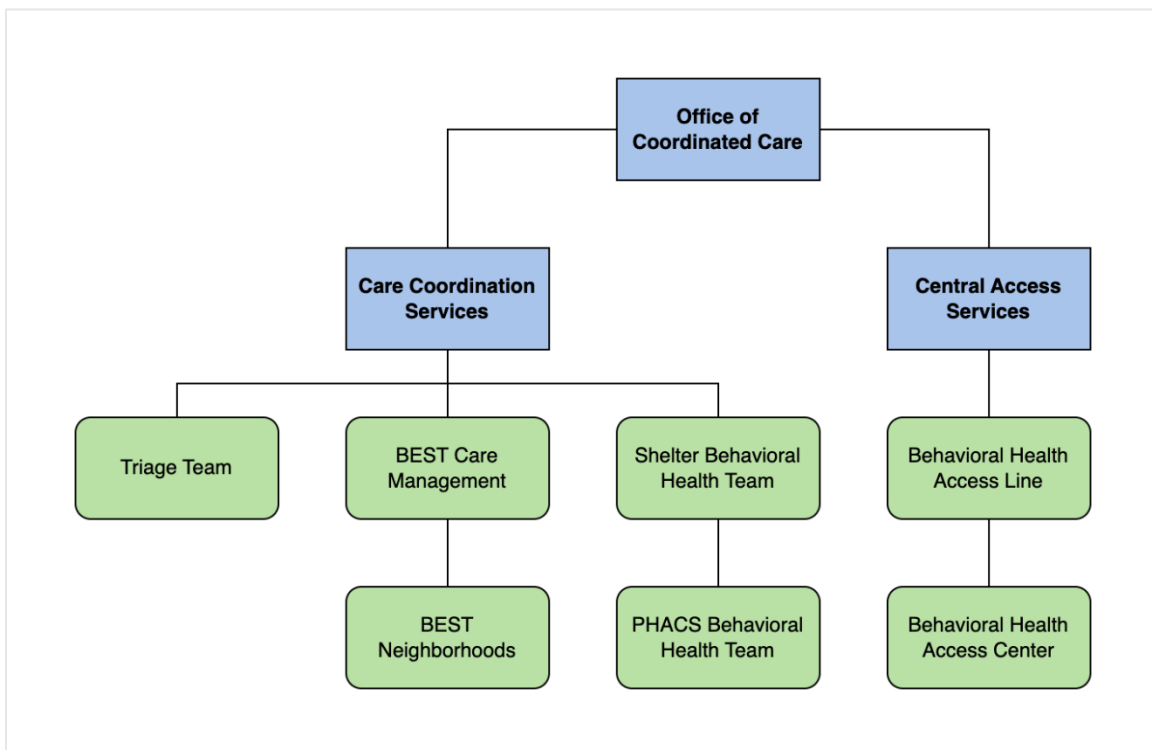 Office of
Coordinated Care
Care Coordination
Services
Central Access
Services
Triage Team
BEST Care
Management
Shelter Behavioral
Health Team
Behavioral Health
Access Line
BEST
Neighborhoods
PHACS Behavioral
Health Team
Behavioral Health
Access Center